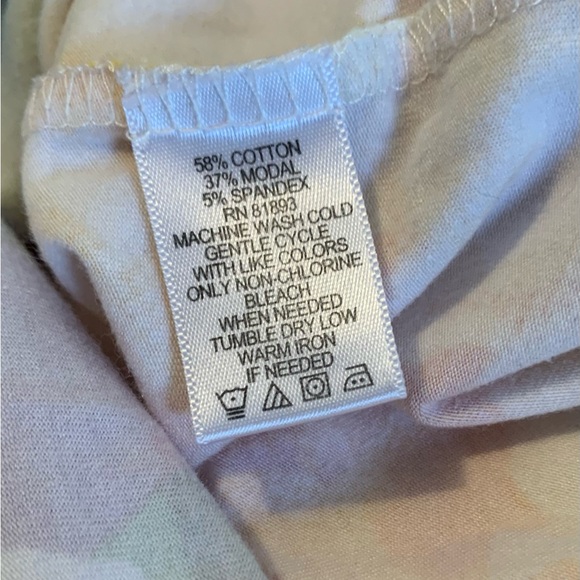 58% COTTON
37% MODAL
5% SPANDEX
RN 81893
MACHINE WASH COLD
GENTLE CYCLE
WITH LIKE COLORS
ONLY NON-CHLORINE
BLEACH
WHEN NEEDED
TUMBLE DRY LOW
WARM IRON
IF NEEDED